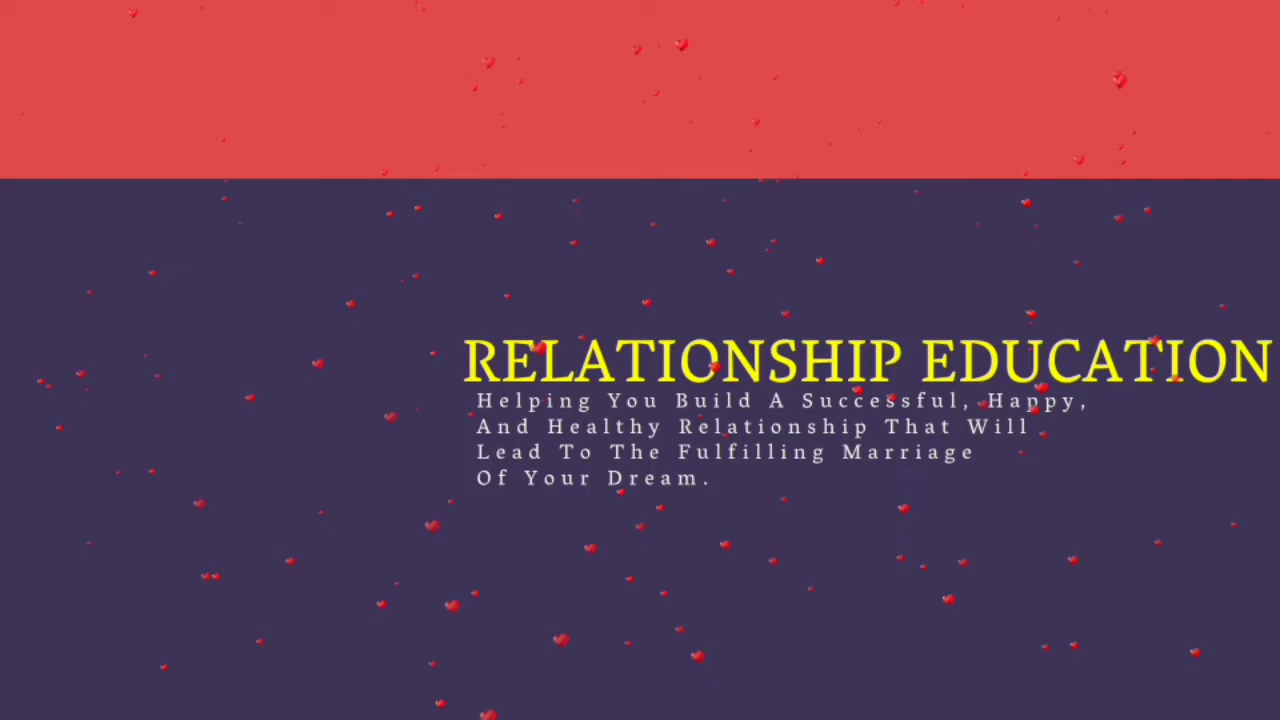 RELATIONSHIP EDUCATION
Helping You Build A Successful, Happy,
And Healthy Relationship That Will
Lead To The Fulfilling Marriage
Of Your Dream.